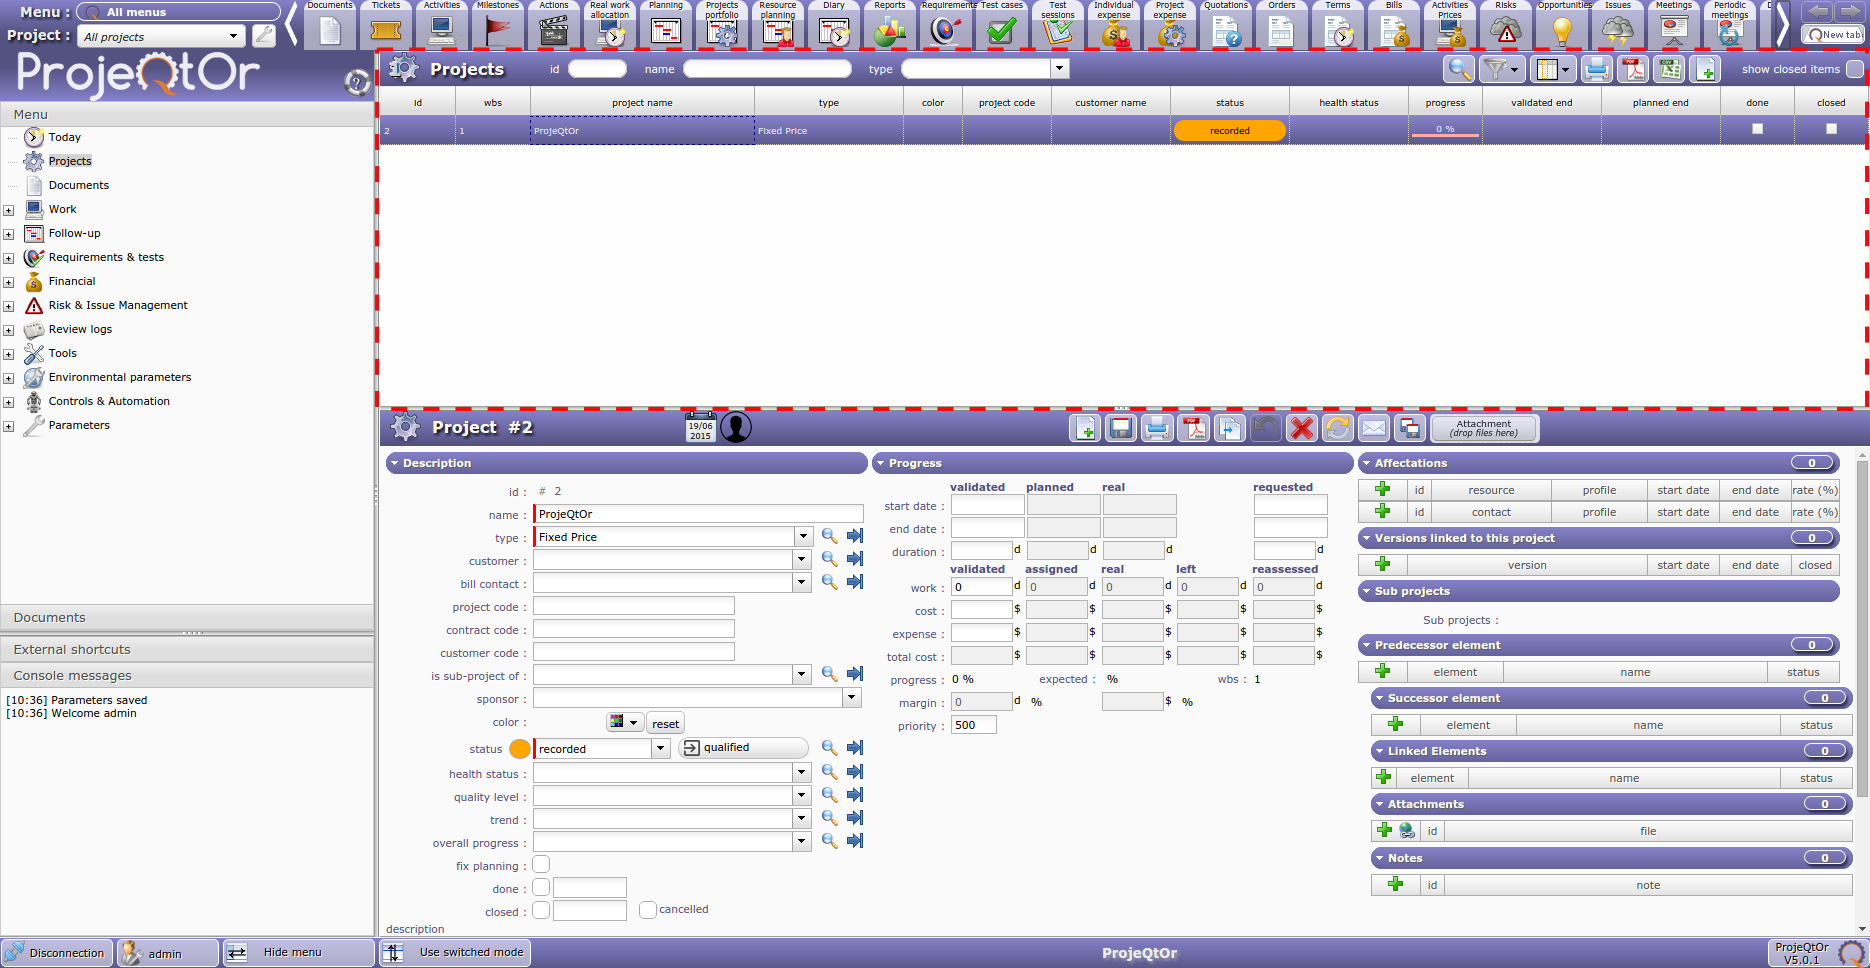 Menu :
All menus
Project :
All projects
ProjeQtOr
Documents
Tickets
Activities
Milestones
Actions
Real work
allocation
Planning
Projects
portfolio
Resource
planning
Diary
Reports
Requirements
Test cases
Test
sessions
Individual
expense
Project
expense
Quotations
Orders
Terms
Bills
Activities
Prices
Risks
Opportunities
Issues
Meetings
Periodic
meetings
New tab
Projects id name type show closed items
id wbs project name type color project code customer name status health status progress validated end planned end done closed
2 1 ProjeQtOr Fixed Price recorded 0 %
Menu
Today
Projects
Documents
Work
Follow-up
Requirements & tests
Financial
Risk & Issue Management
Review logs
Tools
Environmental parameters
Controls & Automation
Parameters
Documents
External shortcuts
Console messages
[10:36] Parameters saved
[10:36] Welcome admin
Project #2
19/06
2015
Attachment
(drop files here)
Description
id : # 2
name : ProjeQtOr
type : Fixed Price
customer :
bill contact :
project code :
contract code :
customer code :
is sub-project of :
sponsor :
color : reset
status recorded qualified
health status :
quality level :
trend :
overall progress :
fix planning :
done :
closed : cancelled
description
Progress
validated planned real requested
start date :
end date :
duration : d d d d
validated assigned real left reassessed
work : 0 d 0 d 0 d 0 d 0 d
cost : $ $ $ $ $
expense : $ $ $ $ $
total cost : $ $ $ $ $
progress : 0 % expected : % wbs : 1
margin : 0 d % $ %
priority : 500
Affectations 0
id resource profile start date end date rate (%)
id contact profile start date end date rate (%)
Versions linked to this project 0
version start date end date closed
Sub projects
Sub projects :
Predecessor element 0
element name status
Successor element 0
element name status
Linked Elements 0
element name status
Attachments 0
id file
Notes 0
id note
Disconnection
admin
Hide menu
Use switched mode
ProjeQtOr
ProjeQtOr
V5.0.1